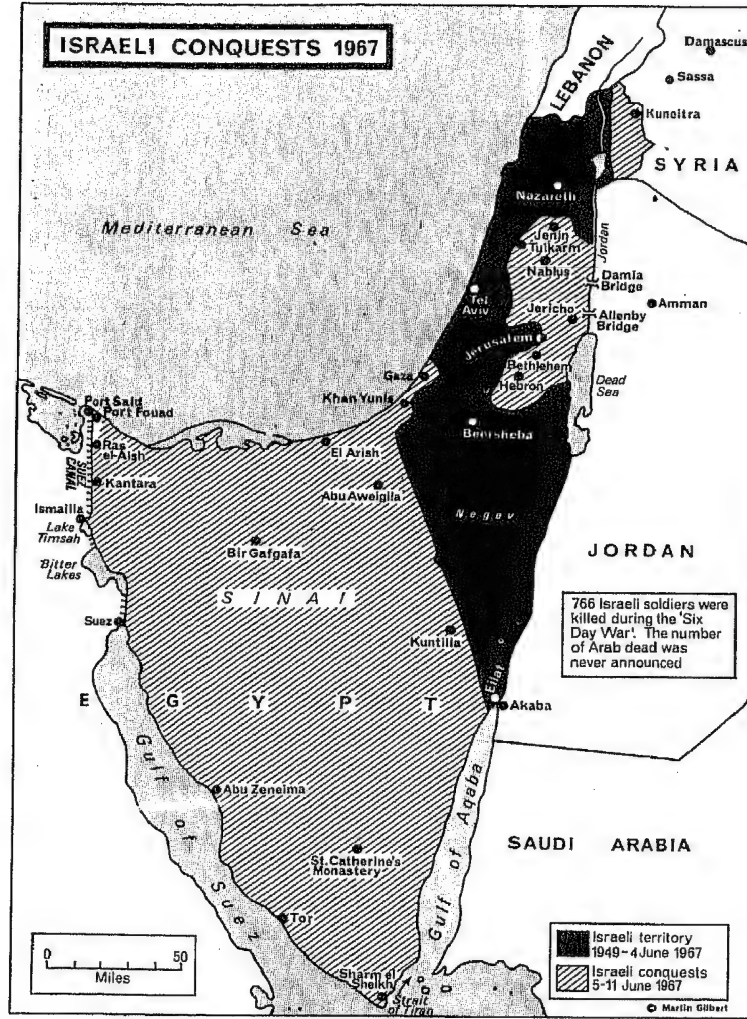 ISRAELI CONQUESTS 1967
Damascus
Sassa
LEBANON
Kuneitra
SYRIA
Nazareth
Mediterranean Sea
Jenin
Tulkarm
Nablus
Jordan
Damia
Bridge
Tel
Aviv
Jericho
Amman
Allenby
Bridge
Jerusalem
Bethlehem
Hebron
Dead
Sea
Gaza
Khan Yunis
Port Said
Port Fouad
Beersheba
Ras
el-Aish
El Arish
SUEZ
CANAL
Kantara
Abu Aweigila
Ismailia
Lake
Timsah
Negev
Bir Gafgafa
Bitter
Lakes
JORDAN
SINAI
766 Israeli soldiers were
killed during the 'Six
Day War'. The number
of Arab dead was
never announced
Suez
Kuntilla
Eilat
EGYPT
Akaba
Gulf of Suez
Gulf of Aqaba
Abu Zeneima
SAUDI ARABIA
St. Catherine's
Monastery
Tor
0 50
Miles
Sharm el
Sheikh
Strait
of Tiran
Israeli territory
1949-4 June 1967
Israeli conquests
5-11 June 1967
© Martin Gilbert